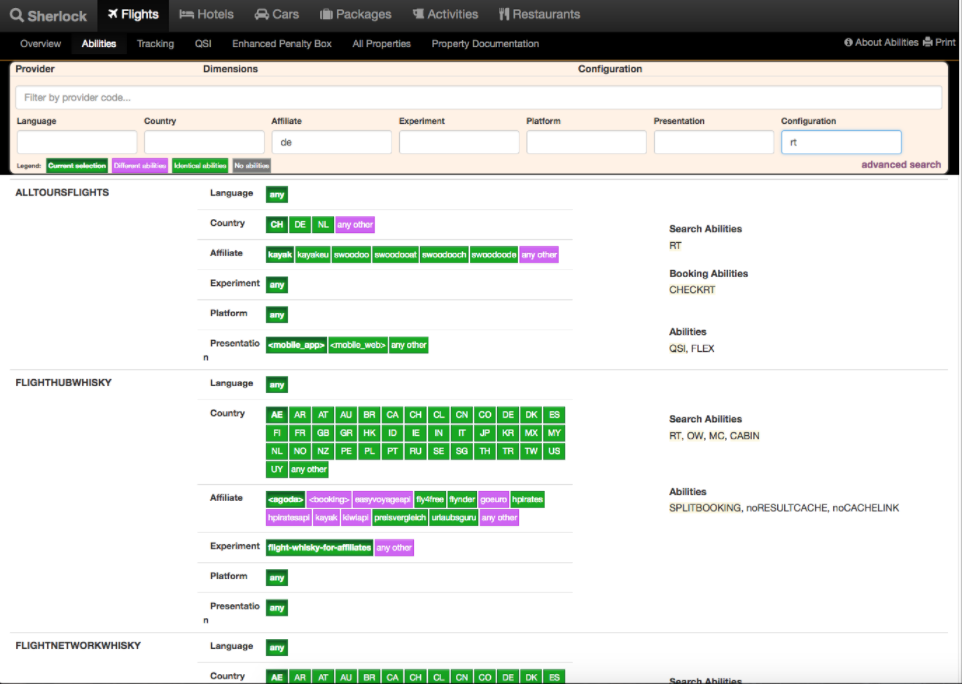 Sherlock Flights Hotels Cars Packages Activities Restaurants
Overview Abilities Tracking QSI Enhanced Penalty Box All Properties Property Documentation About Abilities Print
Provider Dimensions Configuration
Filter by provider code...
Language Country Affiliate Experiment Platform Presentation Configuration
de rt
Legend: Current selection Different abilities Identical abilities No abilities advanced search
ALLTOURSFLIGHTS Language any
Country CH DE NL any other
Search Abilities
Affiliate kayak kayakeu swoodoo swoodooat swoodooch swoodoode any other
RT
Booking Abilities
Experiment any
CHECKRT
Platform any
Abilities
Presentatio <mobile_app> <mobile_web> any other
n
QSI, FLEX
FLIGHTHUBWHISKY Language any
Country AE AR AT AU BR CA CH CL CN CO DE DK ES
Search Abilities
FI FR GB GR HK ID IE IN IT JP KR MX MY
RT, OW, MC, CABIN
NL NO NZ PE PL PT RU SE SG TH TR TW US
UY any other
Abilities
Affiliate <agoda> <booking> easyvoyageapi fly4free flynder goeuro hpirates
SPLITBOOKING, noRESULTCACHE, noCACHELINK
hpiratesapi kayak kiwiapi preisvergleich urlaubsguru any other
Experiment flight-whisky-for-affiliates any other
Platform any
Presentatio any
n
FLIGHTNETWORKWHISKY Language any
Country AE AR AT AU BR CA CH CL CN CO DE DK ES
Search Abilities